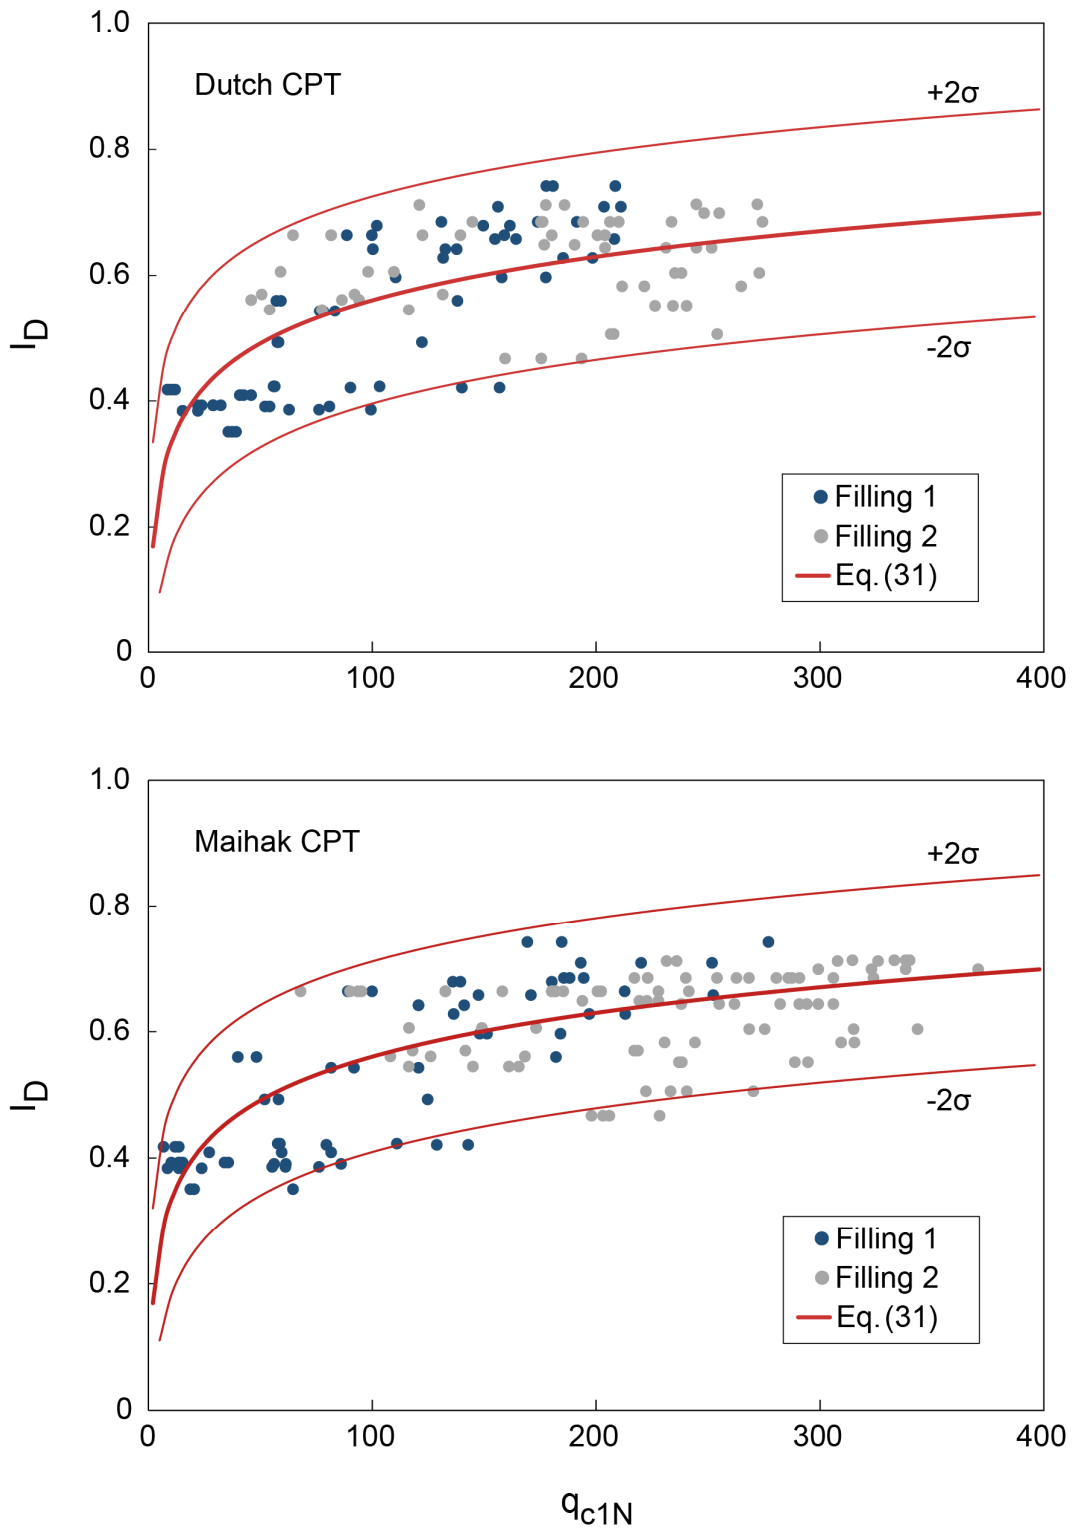 1.0
Dutch CPT
+2σ
0.8
0.6
I_D
-2σ
0.4
Filling 1
0.2
Filling 2
Eq.(31)
0
0 100 200 300 400
1.0
Maihak CPT
+2σ
0.8
0.6
I_D
-2σ
0.4
Filling 1
0.2
Filling 2
Eq.(31)
0
0 100 200 300 400
q_c1N